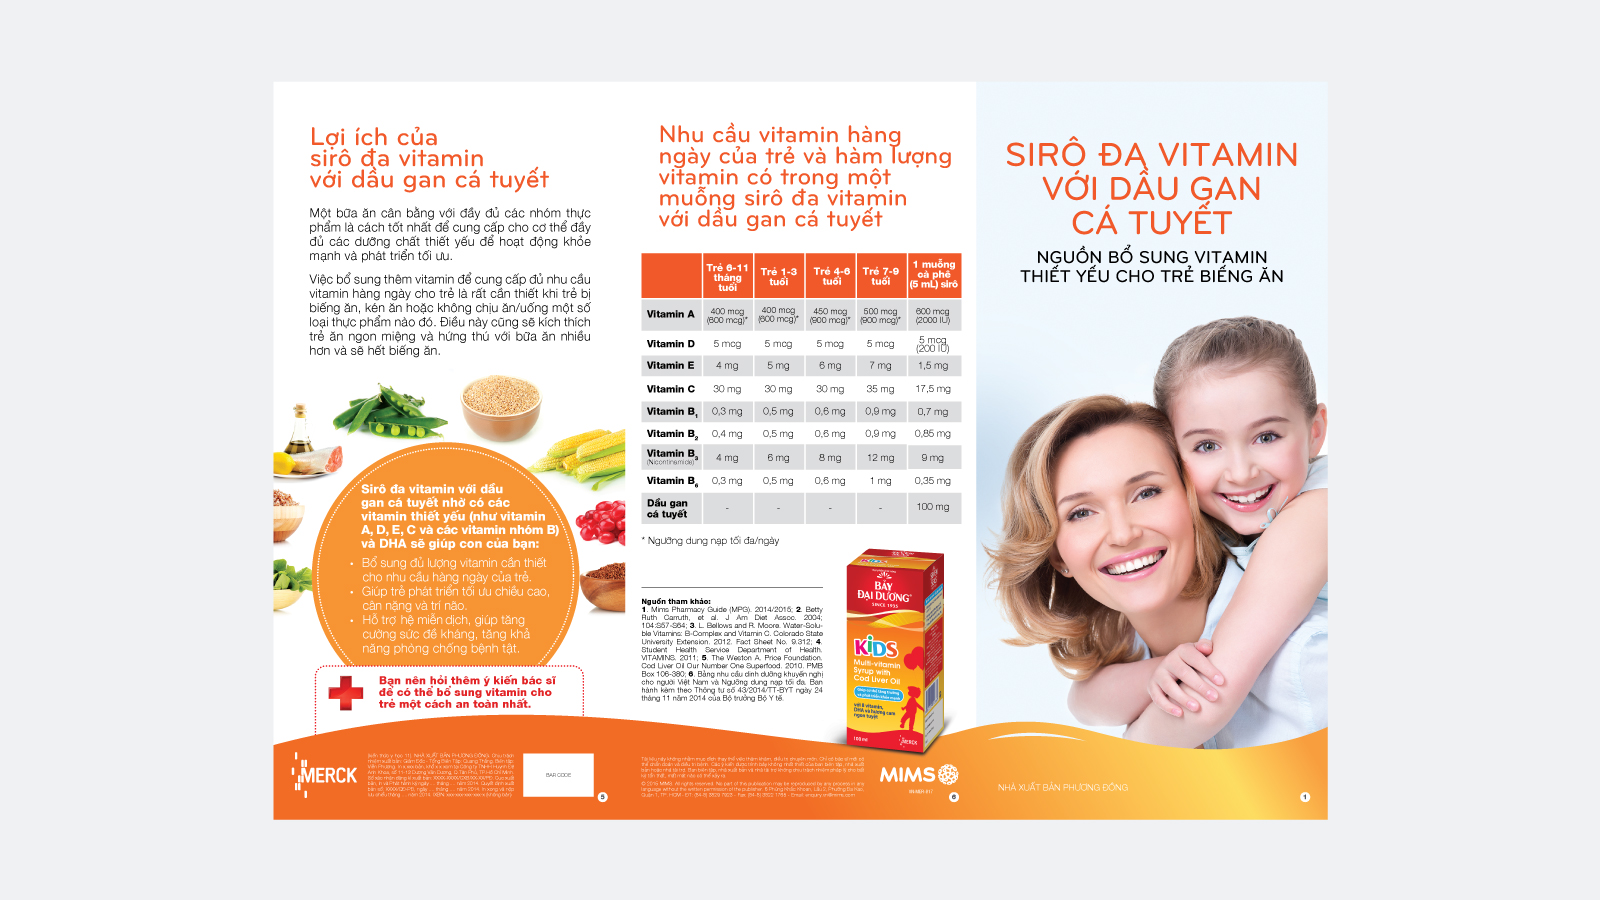 Lợi ích của
sirô đa vitamin
với dầu gan cá tuyết
Một bữa ăn cân bằng với đầy đủ các nhóm thực
phẩm là cách tốt nhất để cung cấp cho cơ thể đầy
đủ các dưỡng chất thiết yếu để hoạt động khỏe
mạnh và phát triển tối ưu.
Việc bổ sung thêm vitamin để cung cấp đủ nhu cầu
vitamin hàng ngày cho trẻ là rất cần thiết khi trẻ bị
biếng ăn, kén ăn hoặc không chịu ăn/uống một số
loại thực phẩm nào đó. Điều này cũng sẽ kích thích
trẻ ăn ngon miệng và hứng thú với bữa ăn nhiều
hơn và sẽ hết biếng ăn.
Sirô đa vitamin với dầu
gan cá tuyết nhờ có các
vitamin thiết yếu (như vitamin
A, D, E, C và các vitamin nhóm B)
và DHA sẽ giúp con của bạn:
• Bổ sung đủ lượng vitamin cần thiết
cho nhu cầu hàng ngày của trẻ.
• Giúp trẻ phát triển tối ưu chiều cao,
cân nặng và trí não.
• Hỗ trợ hệ miễn dịch, giúp tăng
cường sức đề kháng, tăng khả
năng phòng chống bệnh tật.
Bạn nên hỏi thêm ý kiến bác sĩ
để có thể bổ sung vitamin cho
trẻ một cách an toàn nhất.
MERCK
BAR CODE
5
Nhu cầu vitamin hàng
ngày của trẻ và hàm lượng
vitamin có trong một
muỗng sirô đa vitamin
với dầu gan cá tuyết
Trẻ 6-11 tháng tuổi Trẻ 1-3 tuổi Trẻ 4-6 tuổi Trẻ 7-9 tuổi 1 muỗng cà phê (5 mL) sirô
Vitamin A 400 mcg (600 mcg)* 400 mcg (600 mcg)* 450 mcg (900 mcg)* 500 mcg (900 mcg)* 600 mcg (2000 IU)
Vitamin D 5 mcg 5 mcg 5 mcg 5 mcg 5 mcg (200 IU)
Vitamin E 4 mg 5 mg 6 mg 7 mg 1,5 mg
Vitamin C 30 mg 30 mg 30 mg 35 mg 17,5 mg
Vitamin B1 0,3 mg 0,5 mg 0,6 mg 0,9 mg 0,7 mg
Vitamin B2 0,4 mg 0,5 mg 0,6 mg 0,9 mg 0,85 mg
Vitamin B3 (Nicontinamide) 4 mg 6 mg 8 mg 12 mg 9 mg
Vitamin B6 0,3 mg 0,5 mg 0,6 mg 1 mg 0,35 mg
Dầu gan cá tuyết - - - - 100 mg
* Ngưỡng dung nạp tối đa/ngày
Nguồn tham khảo:
1. Mims Pharmacy Guide (MPG). 2014/2015; 2. Betty
Ruth Carruth, et al. J Am Diet Assoc. 2004;
104:S57-S64; 3. L. Bellows and R. Moore. Water-Solu-
ble Vitamins: B-Complex and Vitamin C. Colorado State
University Extension. 2012. Fact Sheet No. 9.312; 4.
Student Health Service Department of Health.
VITAMINS. 2011; 5. The Weston A. Price Foundation.
Cod Liver Oil Our Number One Superfood. 2010. PMB
Box 106-380; 6. Bảng nhu cầu dinh dưỡng khuyến nghị
cho người Việt Nam và Ngưỡng dung nạp tối đa. Ban
hành kèm theo Thông tư số 43/2014/TT-BYT ngày 24
tháng 11 năm 2014 của Bộ trưởng Bộ Y tế.
BẢY
ĐẠI DƯƠNG
SINCE 1935
KiDS
Multi-vitamin
Syrup with
Cod Liver Oil
với 8 vitamin,
DHA và hương cam
ngon tuyệt
100 ml
MERCK
MIMS
6
SIRÔ ĐA VITAMIN
VỚI DẦU GAN
CÁ TUYẾT
NGUỒN BỔ SUNG VITAMIN
THIẾT YẾU CHO TRẺ BIẾNG ĂN
NHÀ XUẤT BẢN PHƯƠNG ĐÔNG
1